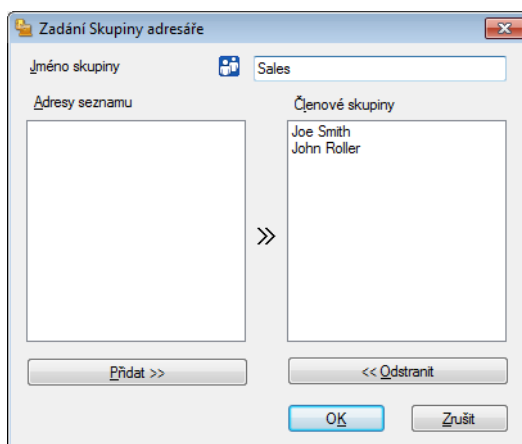 Zadání Skupiny adresáře
Jméno skupiny
Sales
Adresy seznamu
Členové skupiny
Joe Smith
John Roller
Přidat >>
<< Odstranit
OK
Zrušit